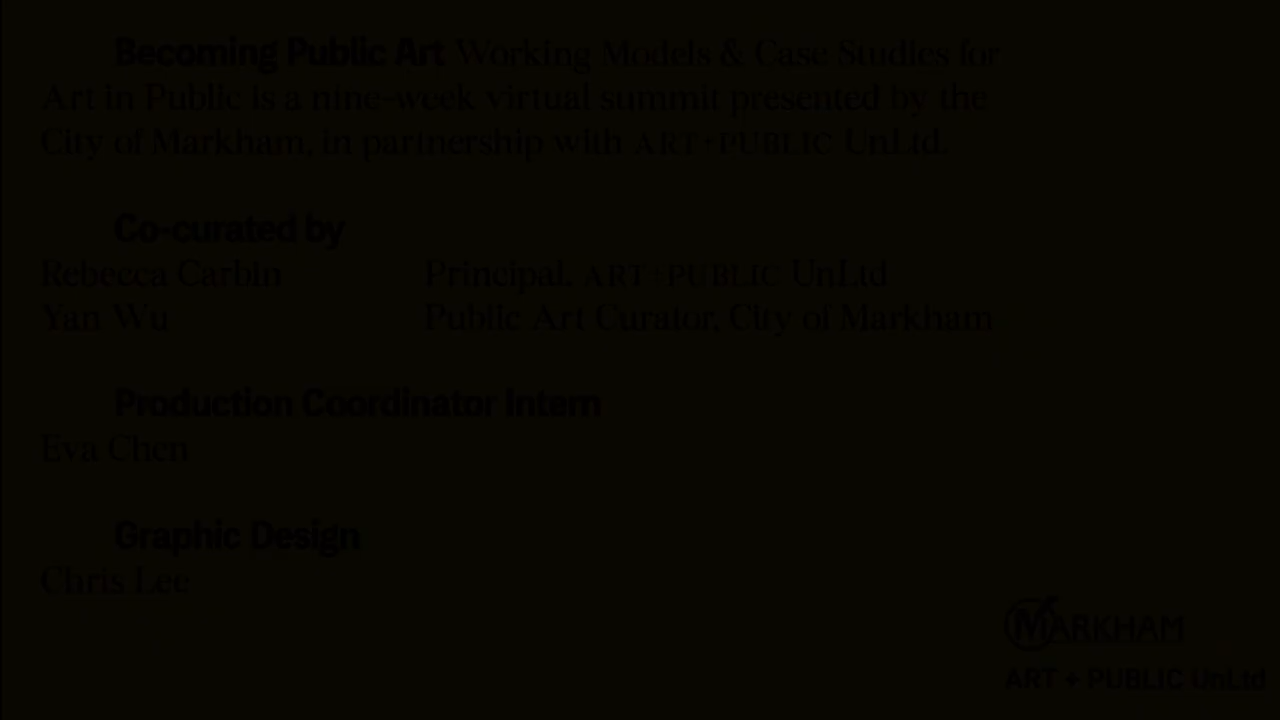 Becoming Public Art Working Models & Case Studies for
Art in Public is a nine-week virtual summit presented by the
City of Markham, in partnership with ART+PUBLIC UnLtd.
Co-curated by
Rebecca Carbin Principal, ART+PUBLIC UnLtd
Yan Wu Public Art Curator, City of Markham
Production Coordinator Intern
Eva Chen
Graphic Design
Chris Lee
MARKHAM
ART + PUBLIC UnLtd